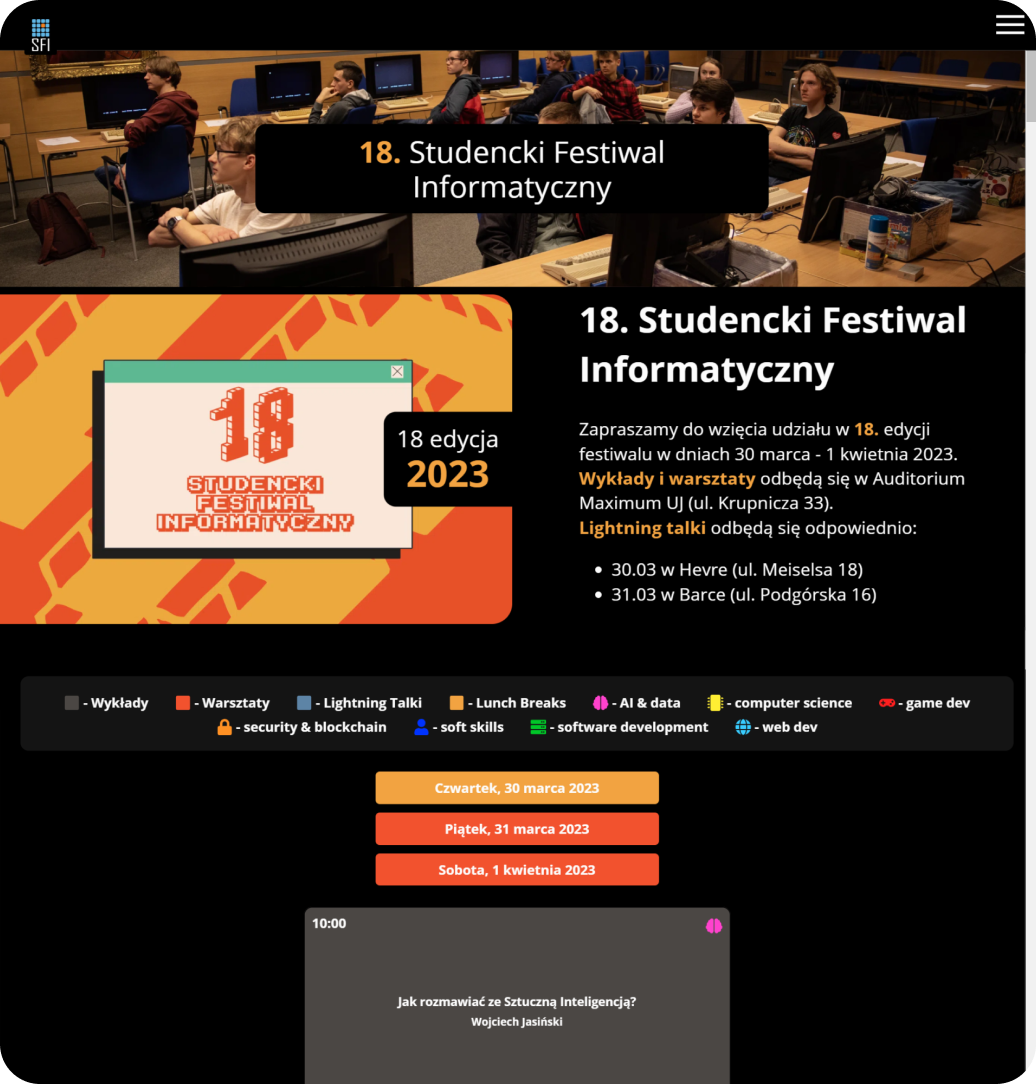 SFI
18. Studencki Festiwal
Informatyczny
18
STUDENCKI
FESTIWAL
INFORMATYCZNY
18 edycja
2023
18. Studencki Festiwal
Informatyczny
Zapraszamy do wzięcia udziału w 18. edycji
festiwalu w dniach 30 marca - 1 kwietnia 2023.
Wykłady i warsztaty odbędą się w Auditorium
Maximum UJ (ul. Krupnicza 33).
Lightning talki odbędą się odpowiednio:
• 30.03 w Hevre (ul. Meiselsa 18)
• 31.03 w Barce (ul. Podgórska 16)
- Wykłady - Warsztaty - Lightning Talki - Lunch Breaks - AI & data - computer science - game dev
- security & blockchain - soft skills - software development - web dev
Czwartek, 30 marca 2023
Piątek, 31 marca 2023
Sobota, 1 kwietnia 2023
10:00
Jak rozmawiać ze Sztuczną Inteligencją?
Wojciech Jasiński